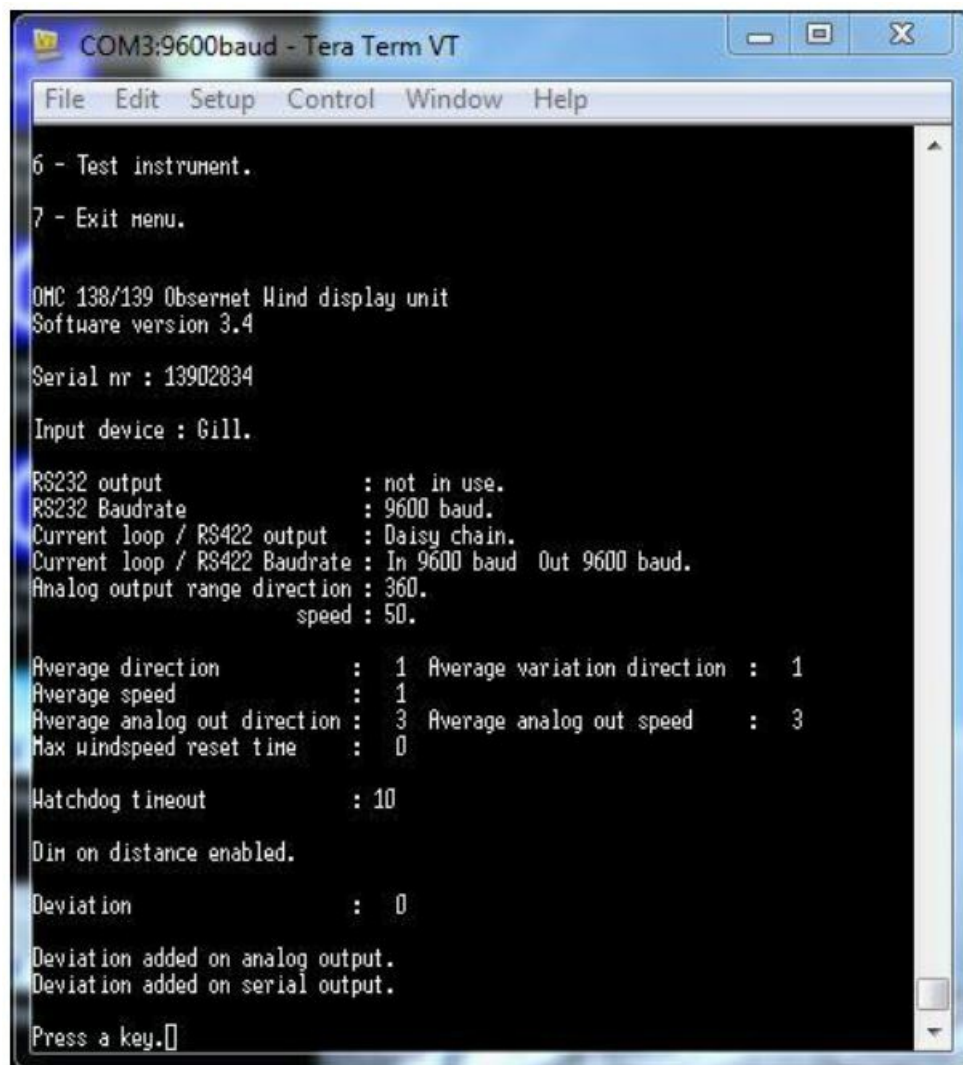 COM3:9600baud - Tera Term VT
File Edit Setup Control Window Help
6 - Test instrument.
7 - Exit menu.
OMC 138/139 Obsermet Wind display unit
Software version 3.4
Serial nr : 13902834
Input device : Gill.
RS232 output : not in use.
RS232 Baudrate : 9600 baud.
Current loop / RS422 output : Daisy chain.
Current loop / RS422 Baudrate : In 9600 baud Out 9600 baud.
Analog output range direction : 360.
speed : 50.
Average direction : 1 Average variation direction : 1
Average speed : 1
Average analog out direction : 3 Average analog out speed : 3
Max windspeed reset time : 0
Watchdog timeout : 10
Dim on distance enabled.
Deviation : 0
Deviation added on analog output.
Deviation added on serial output.
Press a key.